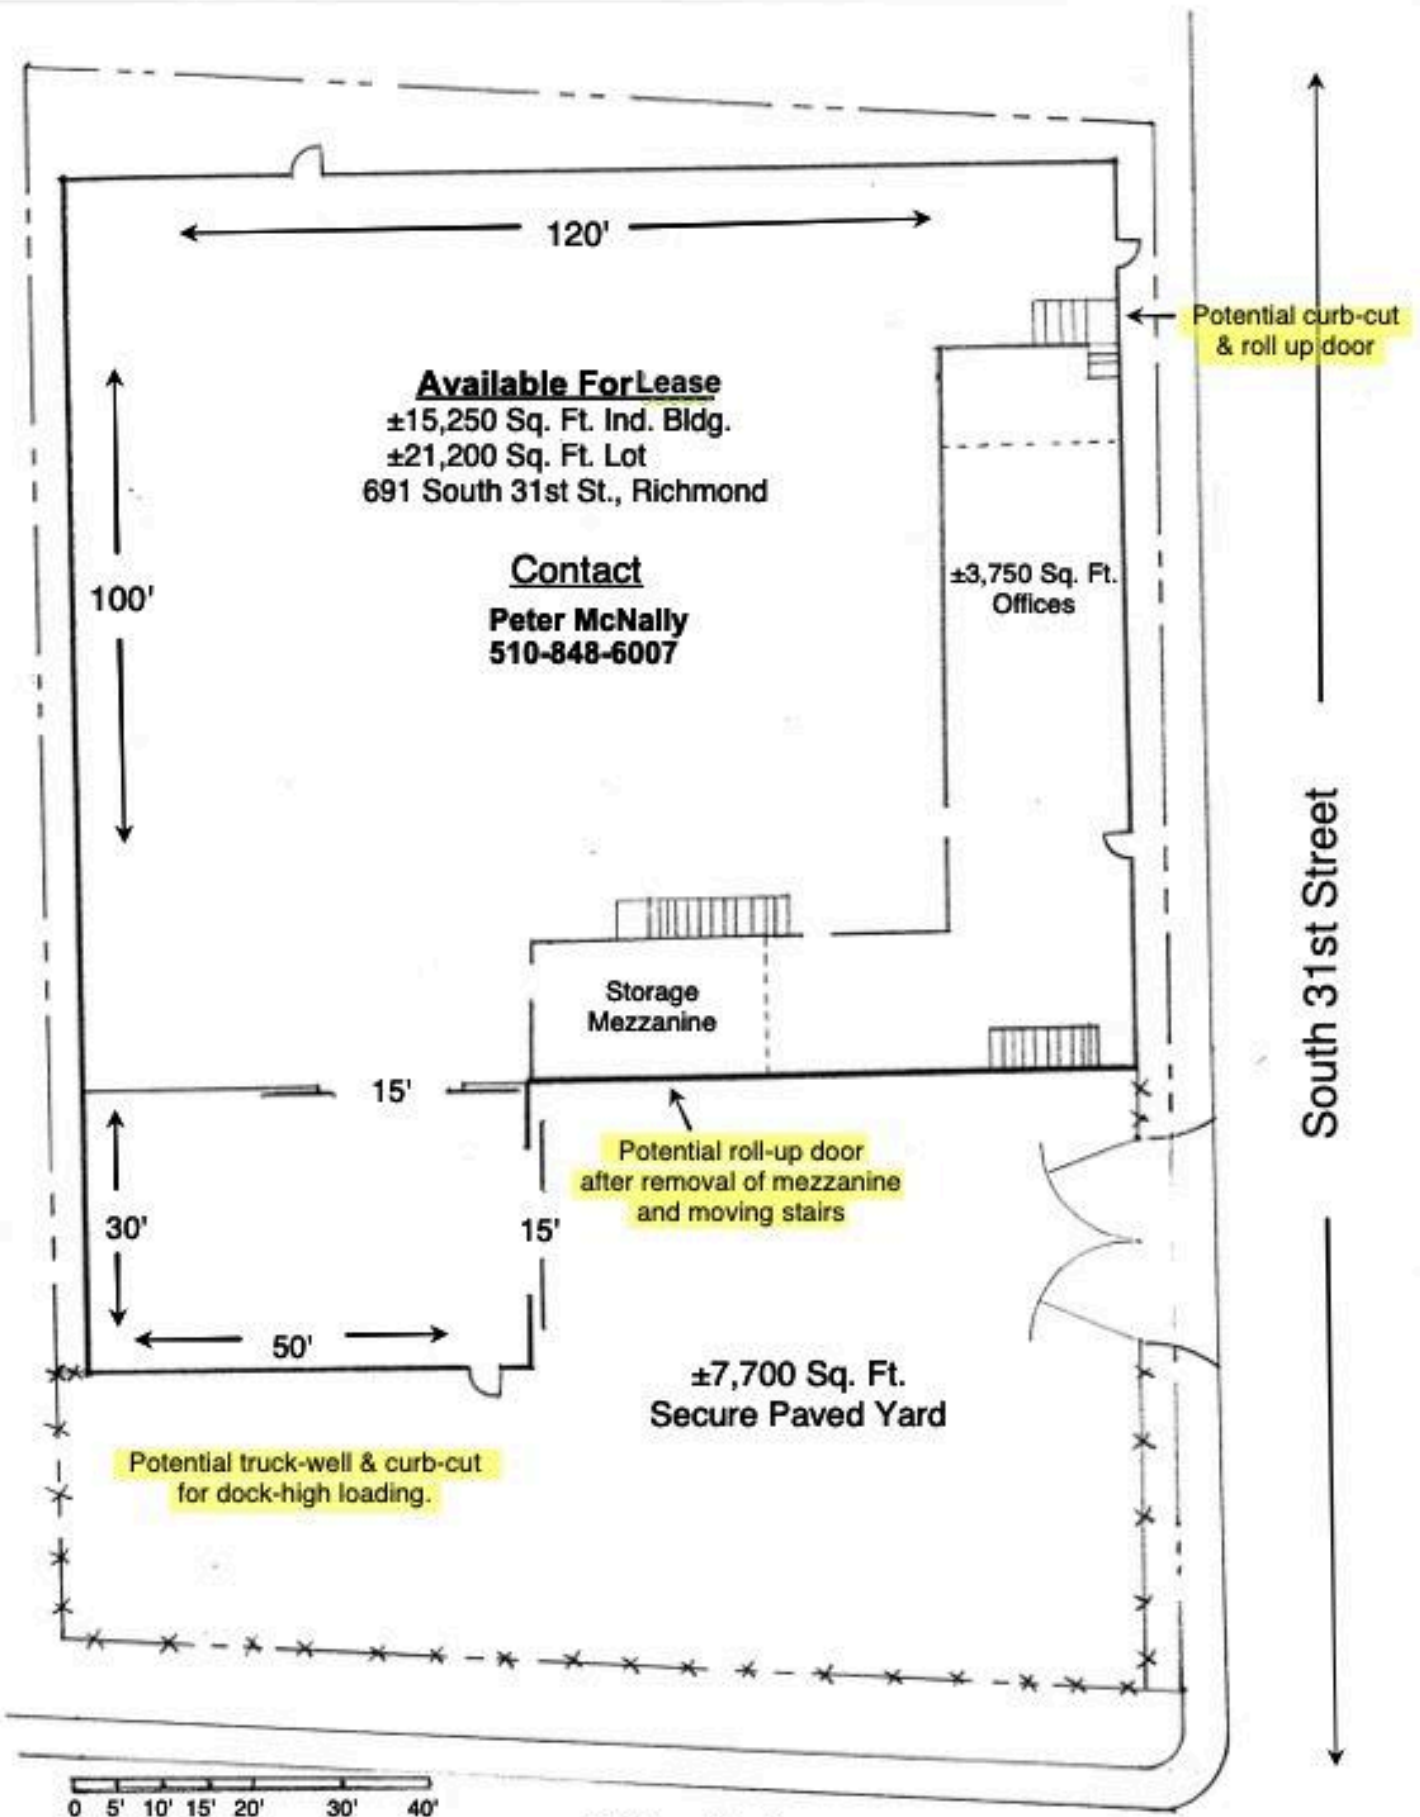 120'
Potential curb-cut
& roll up door
Available For Lease
±15,250 Sq. Ft. Ind. Bldg.
±21,200 Sq. Ft. Lot
691 South 31st St., Richmond
100'
Contact
Peter McNally
510-848-6007
±3,750 Sq. Ft.
Offices
South 31st Street
Storage
Mezzanine
15'
Potential roll-up door
after removal of mezzanine
and moving stairs
30'
15'
50'
±7,700 Sq. Ft.
Secure Paved Yard
Potential truck-well & curb-cut
for dock-high loading.
0 5' 10' 15' 20' 30' 40'